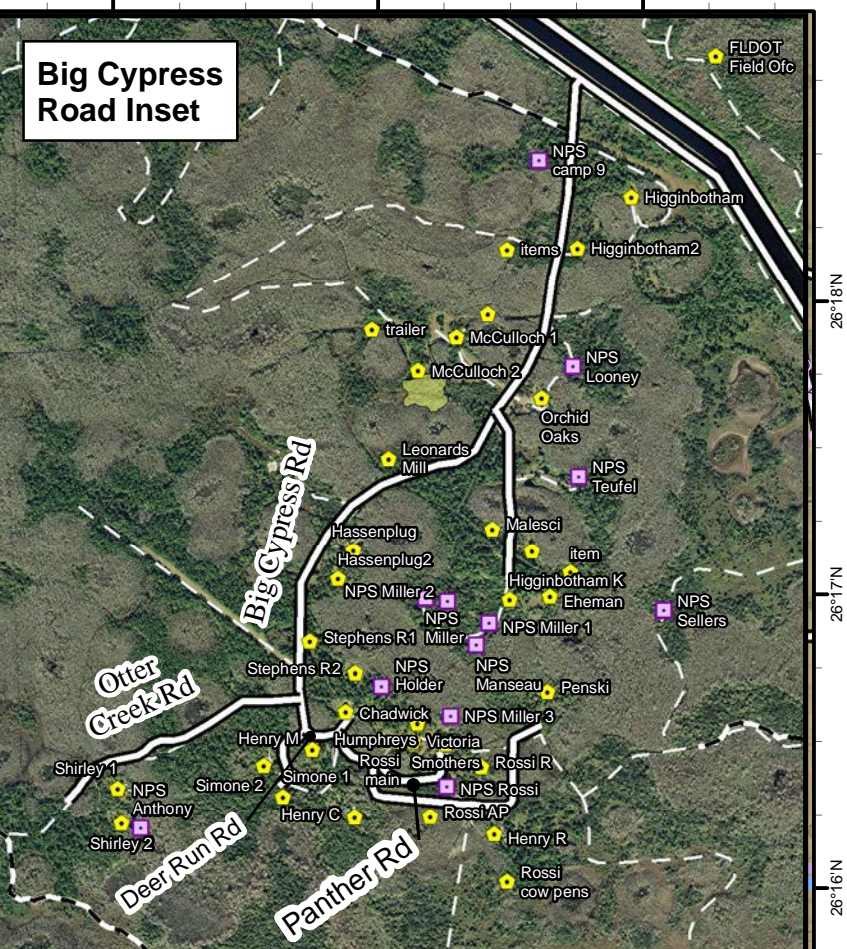 Big Cypress
Road Inset
FLDOT
Field Ofc
NPS
camp 9
Higginbotham
items
Higginbotham2
26°18'N
trailer
McCulloch 1
NPS
Looney
McCulloch 2
Orchid
Oaks
Leonards
Mill
NPS
Teufel
Big Cypress Rd
Malesci
Hassenplug
item
Hassenplug2
Higginbotham K
26°17'N
NPS Miller 2
Eheman
NPS
Sellers
NPS
Miller
NPS Miller 1
Stephens R1
Stephens R2
NPS
Holder
NPS
Manseau
Penski
Otter
Creek Rd
Chadwick
NPS Miller 3
Henry M
Humphreys
Victoria
Shirley 1
Simone 2
Simone 1
Rossi
main
Smothers
Rossi R
NPS
Anthony
NPS Rossi
Henry C
Rossi AP
Shirley 2
Henry R
Deer Run Rd
Panther Rd
Rossi
cow pens
26°16'N